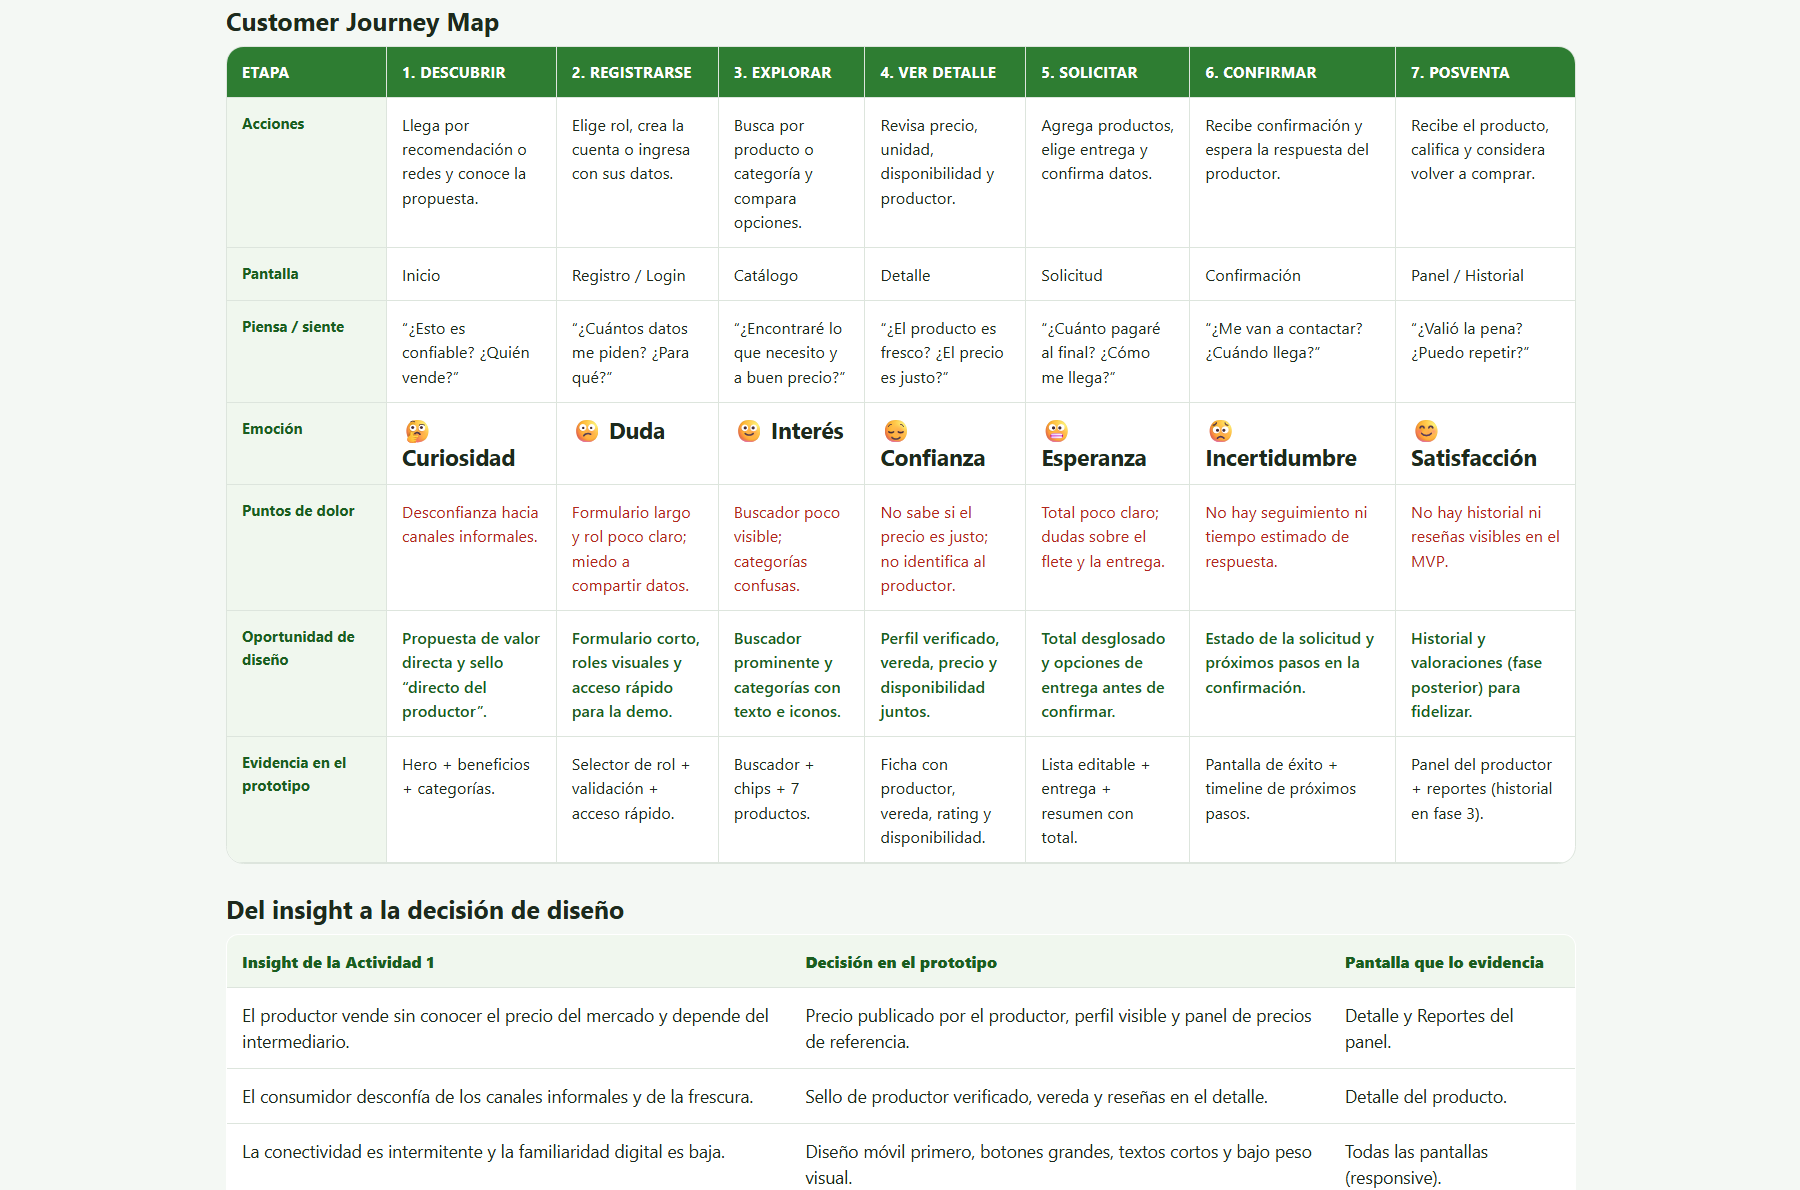 Customer Journey Map
ETAPA
1. DESCUBRIR
2. REGISTRARSE
3. EXPLORAR
4. VER DETALLE
5. SOLICITAR
6. CONFIRMAR
7. POSVENTA
Acciones
Llega por
recomendación o
redes y conoce la
propuesta.
Elige rol, crea la
cuenta o ingresa
con sus datos.
Busca por
producto o
categoría y
compara
opciones.
Revisa precio,
unidad,
disponibilidad y
productor.
Agrega productos,
elige entrega y
confirma datos.
Recibe confirmación y
espera la respuesta del
productor.
Recibe el producto,
califica y considera
volver a comprar.
Pantalla
Inicio
Registro / Login
Catálogo
Detalle
Solicitud
Confirmación
Panel / Historial
Piensa / siente
“¿Esto es
confiable? ¿Quién
vende?”
“¿Cuántos datos
me piden? ¿Para
qué?”
“¿Encontraré lo
que necesito y
a buen precio?”
“¿El producto es
fresco? ¿El precio
es justo?”
“¿Cuánto pagaré
al final? ¿Cómo
me llega?”
“¿Me van a contactar?
¿Cuándo llega?”
“¿Valió la pena?
¿Puedo repetir?”
Emoción
🤔
Curiosidad
😕 Duda
🙂 Interés
😌
Confianza
😬
Esperanza
😟
Incertidumbre
😊
Satisfacción
Puntos de dolor
Desconfianza hacia
canales informales.
Formulario largo
y rol poco claro;
miedo a
compartir datos.
Buscador poco
visible;
categorías
confusas.
No sabe si el
precio es justo;
no identifica al
productor.
Total poco claro;
dudas sobre el
flete y la entrega.
No hay seguimiento ni
tiempo estimado de
respuesta.
No hay historial ni
reseñas visibles en el
MVP.
Oportunidad de
diseño
Propuesta de valor
directa y sello
“directo del
productor”.
Formulario corto,
roles visuales y
acceso rápido
para la demo.
Buscador
prominente y
categorías con
texto e iconos.
Perfil verificado,
vereda, precio y
disponibilidad
juntos.
Total desglosado
y opciones de
entrega antes de
confirmar.
Estado de la solicitud y
próximos pasos en la
confirmación.
Historial y
valoraciones (fase
posterior) para
fidelizar.
Evidencia en el
prototipo
Hero + beneficios
+ categorías.
Selector de rol +
validación +
acceso rápido.
Buscador +
chips + 7
productos.
Ficha con
productor,
vereda, rating y
disponibilidad.
Lista editable +
entrega +
resumen con
total.
Pantalla de éxito +
timeline de próximos
pasos.
Panel del productor
+ reportes (historial
en fase 3).
Del insight a la decisión de diseño
Insight de la Actividad 1
Decisión en el prototipo
Pantalla que lo evidencia
El productor vende sin conocer el precio del mercado y depende del
intermediario.
Precio publicado por el productor, perfil visible y panel de precios
de referencia.
Detalle y Reportes del
panel.
El consumidor desconfía de los canales informales y de la frescura.
Sello de productor verificado, vereda y reseñas en el detalle.
Detalle del producto.
La conectividad es intermitente y la familiaridad digital es baja.
Diseño móvil primero, botones grandes, textos cortos y bajo peso
visual.
Todas las pantallas
(responsive).